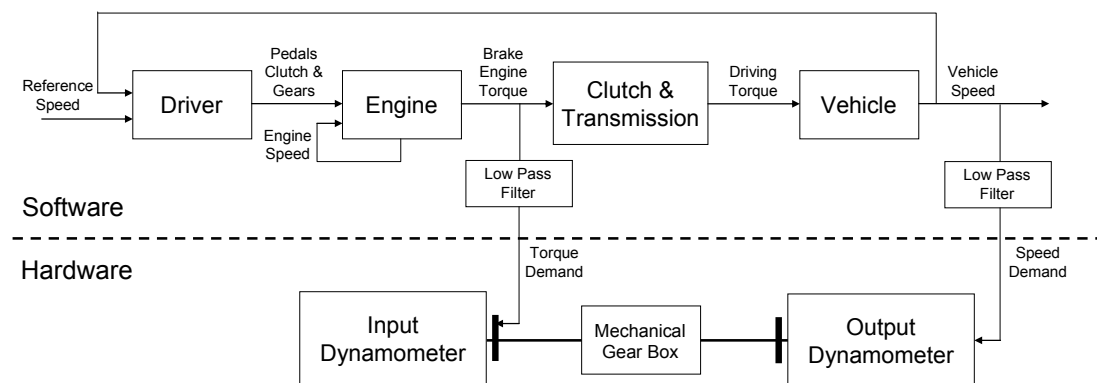 Reference
Speed
Driver
Pedals
Clutch &
Gears
Engine
Speed
Engine
Brake
Engine
Torque
Clutch &
Transmission
Driving
Torque
Vehicle
Vehicle
Speed
Low Pass
Filter
Low Pass
Filter
Software
Hardware
Torque
Demand
Speed
Demand
Input
Dynamometer
Mechanical
Gear Box
Output
Dynamometer